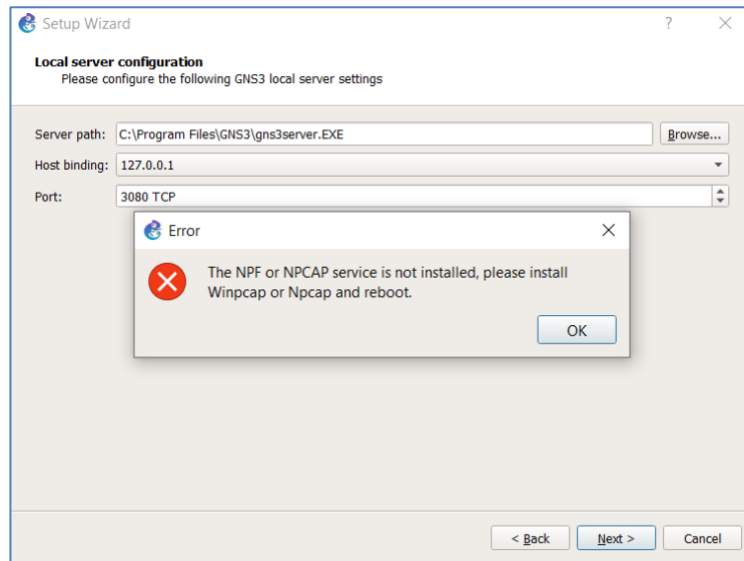 Setup Wizard
?
Local server configuration
Please configure the following GNS3 local server settings
Server path: C:\Program Files\GNS3\gns3server.EXE Browse...
Host binding: 127.0.0.1
Port: 3080 TCP
Error
The NPF or NPCAP service is not installed, please install
Winpcap or Npcap and reboot.
OK
< Back Next > Cancel